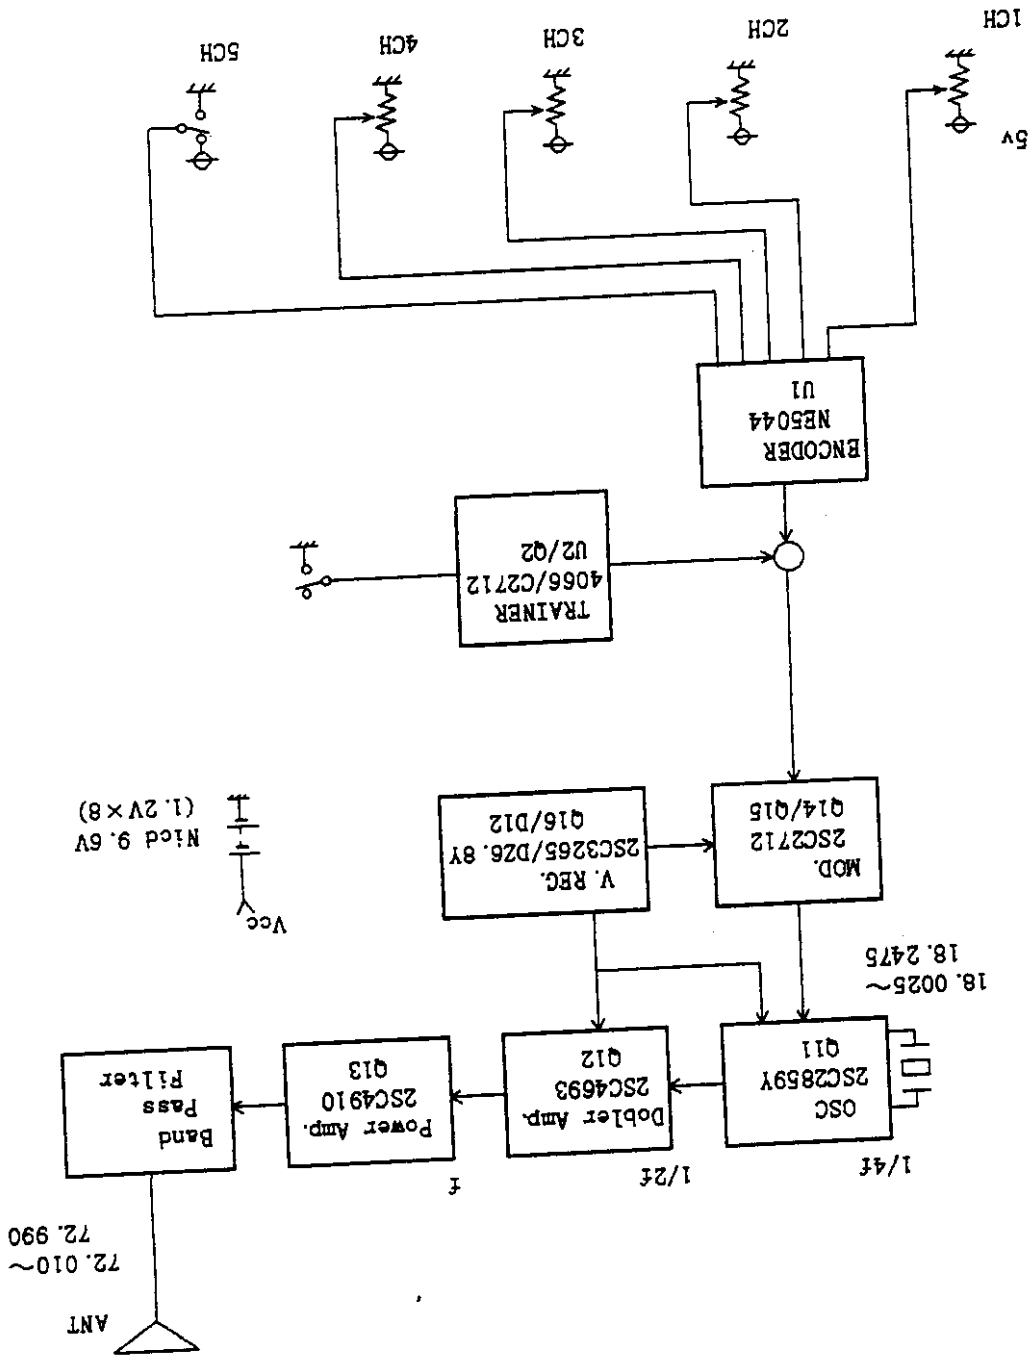 ANT
72.010~
72.990
1/4f
1/2f
f
OSC
2SC2859Y
Q11
Dobler Amp.
2SC4693
Q12
Power Amp.
2SC4910
Q13
Band
Pass
Filter
18.0025~
18.2475
MOD.
2SC2712
Q14/Q15
V. REG.
2SC3265/DZ6.8Y
Q16/D12
Vcc
Nicd 9.6V
(1.2V×8)
TRAINER
4066/C2712
U2/Q2
ENCODER
NE5044
U1
5v
1CH
2CH
3CH
4CH
5CH